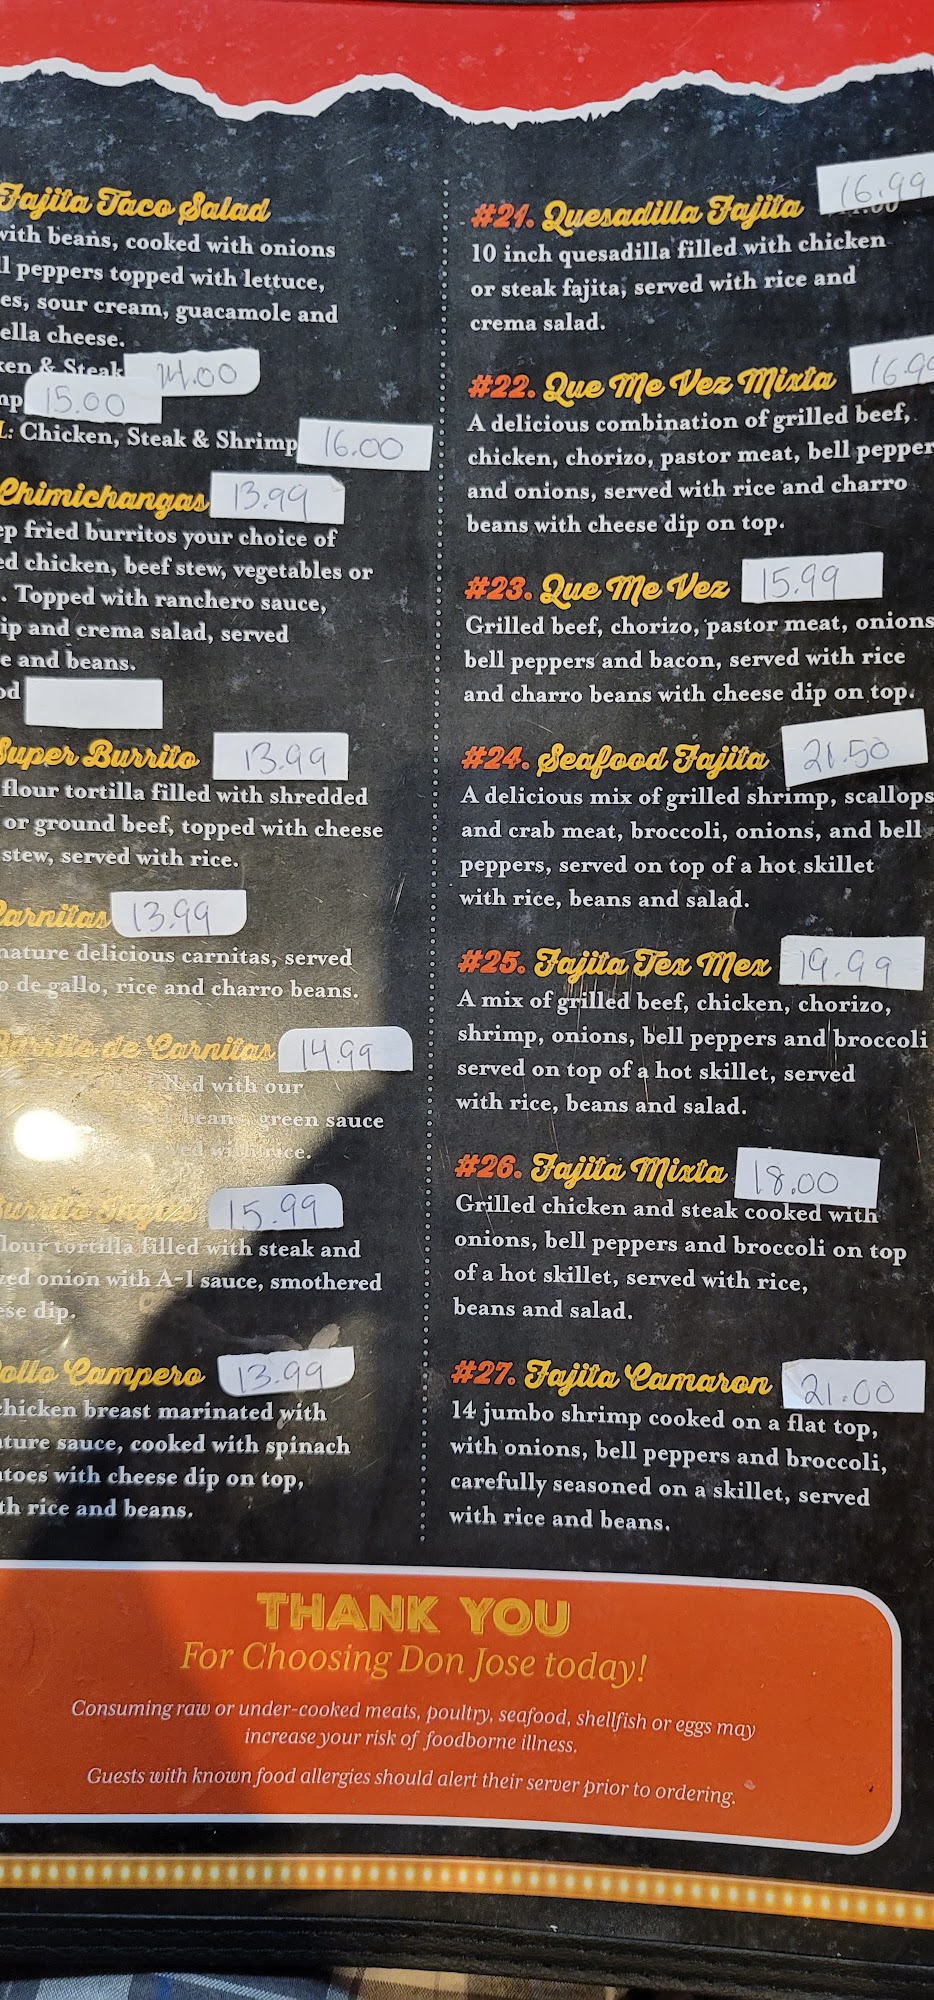 Fajita Taco Salad
with beans, cooked with onions
peppers topped with lettuce,
sour cream, guacamole and
cheese.
& Steak 14.00
15.00
Chicken, Steak & Shrimp 16.00
Chimichangas 13.99
fried burritos your choice of
chicken, beef stew, vegetables or
. Topped with ranchero sauce,
and crema salad, served
and beans.
Super Burrito 13.99
flour tortilla filled with shredded
or ground beef, topped with cheese
stew, served with rice.
Carnitas 13.99
delicious carnitas, served
de gallo, rice and charro beans.
Burrito de Carnitas 14.99
with our
green sauce
rice.
15.99
flour tortilla filled with steak and
onion with A-1 sauce, smothered
dip.
Pollo Campero 13.99
chicken breast marinated with
sauce, cooked with spinach
with cheese dip on top,
rice and beans.
#21. Quesadilla Fajita 16.99
10 inch quesadilla filled with chicken
or steak fajita, served with rice and
crema salad.
#22. Que Me Vez Mixta 16.99
A delicious combination of grilled beef,
chicken, chorizo, pastor meat, bell pepper
and onions, served with rice and charro
beans with cheese dip on top.
#23. Que Me Vez 15.99
Grilled beef, chorizo, pastor meat, onions
bell peppers and bacon, served with rice
and charro beans with cheese dip on top.
#24. Seafood Fajita 21.50
A delicious mix of grilled shrimp, scallops
and crab meat, broccoli, onions, and bell
peppers, served on top of a hot skillet
with rice, beans and salad.
#25. Fajita Tex Mex 19.99
A mix of grilled beef, chicken, chorizo,
shrimp, onions, bell peppers and broccoli
served on top of a hot skillet, served
with rice, beans and salad.
#26. Fajita Mixta 18.00
Grilled chicken and steak cooked with
onions, bell peppers and broccoli on top
of a hot skillet, served with rice,
beans and salad.
#27. Fajita Camaron 21.00
14 jumbo shrimp cooked on a flat top,
with onions, bell peppers and broccoli,
carefully seasoned on a skillet, served
with rice and beans.
THANK YOU
For Choosing Don Jose today!
Consuming raw or under-cooked meats, poultry, seafood, shellfish or eggs may
increase your risk of foodborne illness.
Guests with known food allergies should alert their server prior to ordering.